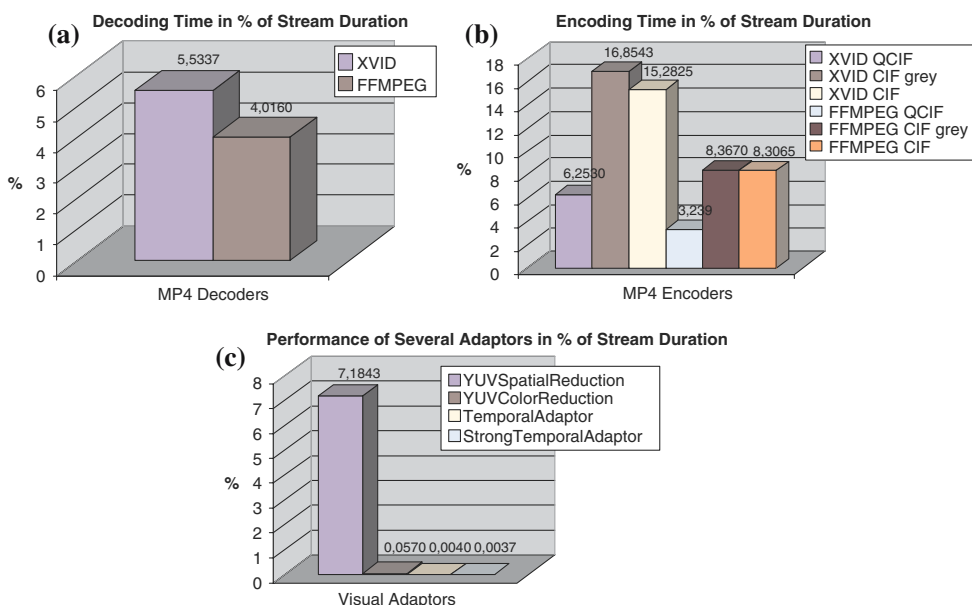 (a)
Decoding Time in % of Stream Duration
5,5337
4,0160
XVID
FFMPEG
6
5
4
3
2
1
0
%
MP4 Decoders
(b)
Encoding Time in % of Stream Duration
16,8543
15,2825
6,2530
3,239
8,3670
8,3065
XVID QCIF
XVID CIF grey
XVID CIF
FFMPEG QCIF
FFMPEG CIF grey
FFMPEG CIF
18
16
14
12
10
8
6
4
2
0
%
MP4 Encoders
(c)
Performance of Several Adaptors in % of Stream Duration
7,1843
0,0570
0,0040
0,0037
YUVSpatialReduction
YUVColorReduction
TemporalAdaptor
StrongTemporalAdaptor
8
7
6
5
4
3
2
1
0
%
Visual Adaptors